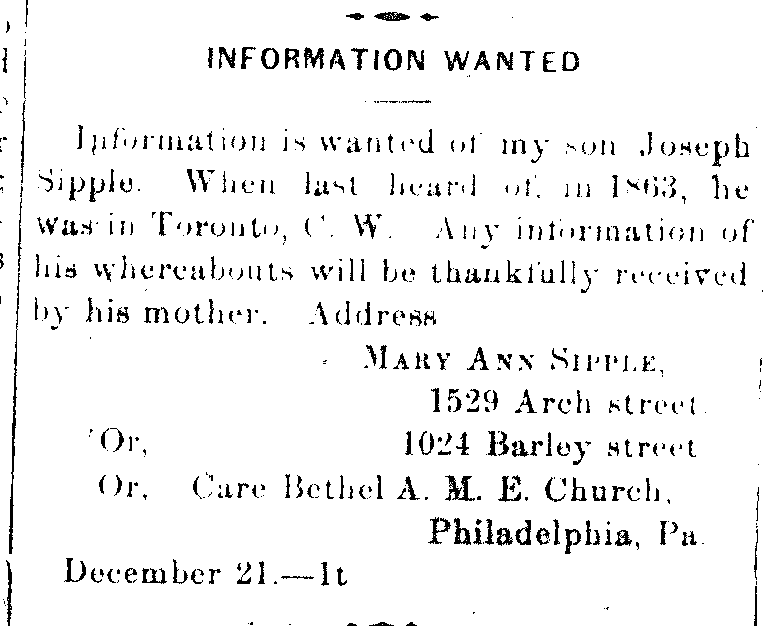 INFORMATION WANTED
Information is wanted of my son Joseph
Sipple. When last heard of, in 1863, he
was in Toronto, C. W. Any information of
his whereabouts will be thankfully received
by his mother. Address
MARY ANN SIPPLE,
1529 Arch street.
Or, 1024 Barley street
Or, Care Bethel A. M. E. Church,
Philadelphia, Pa.
December 21.—1t